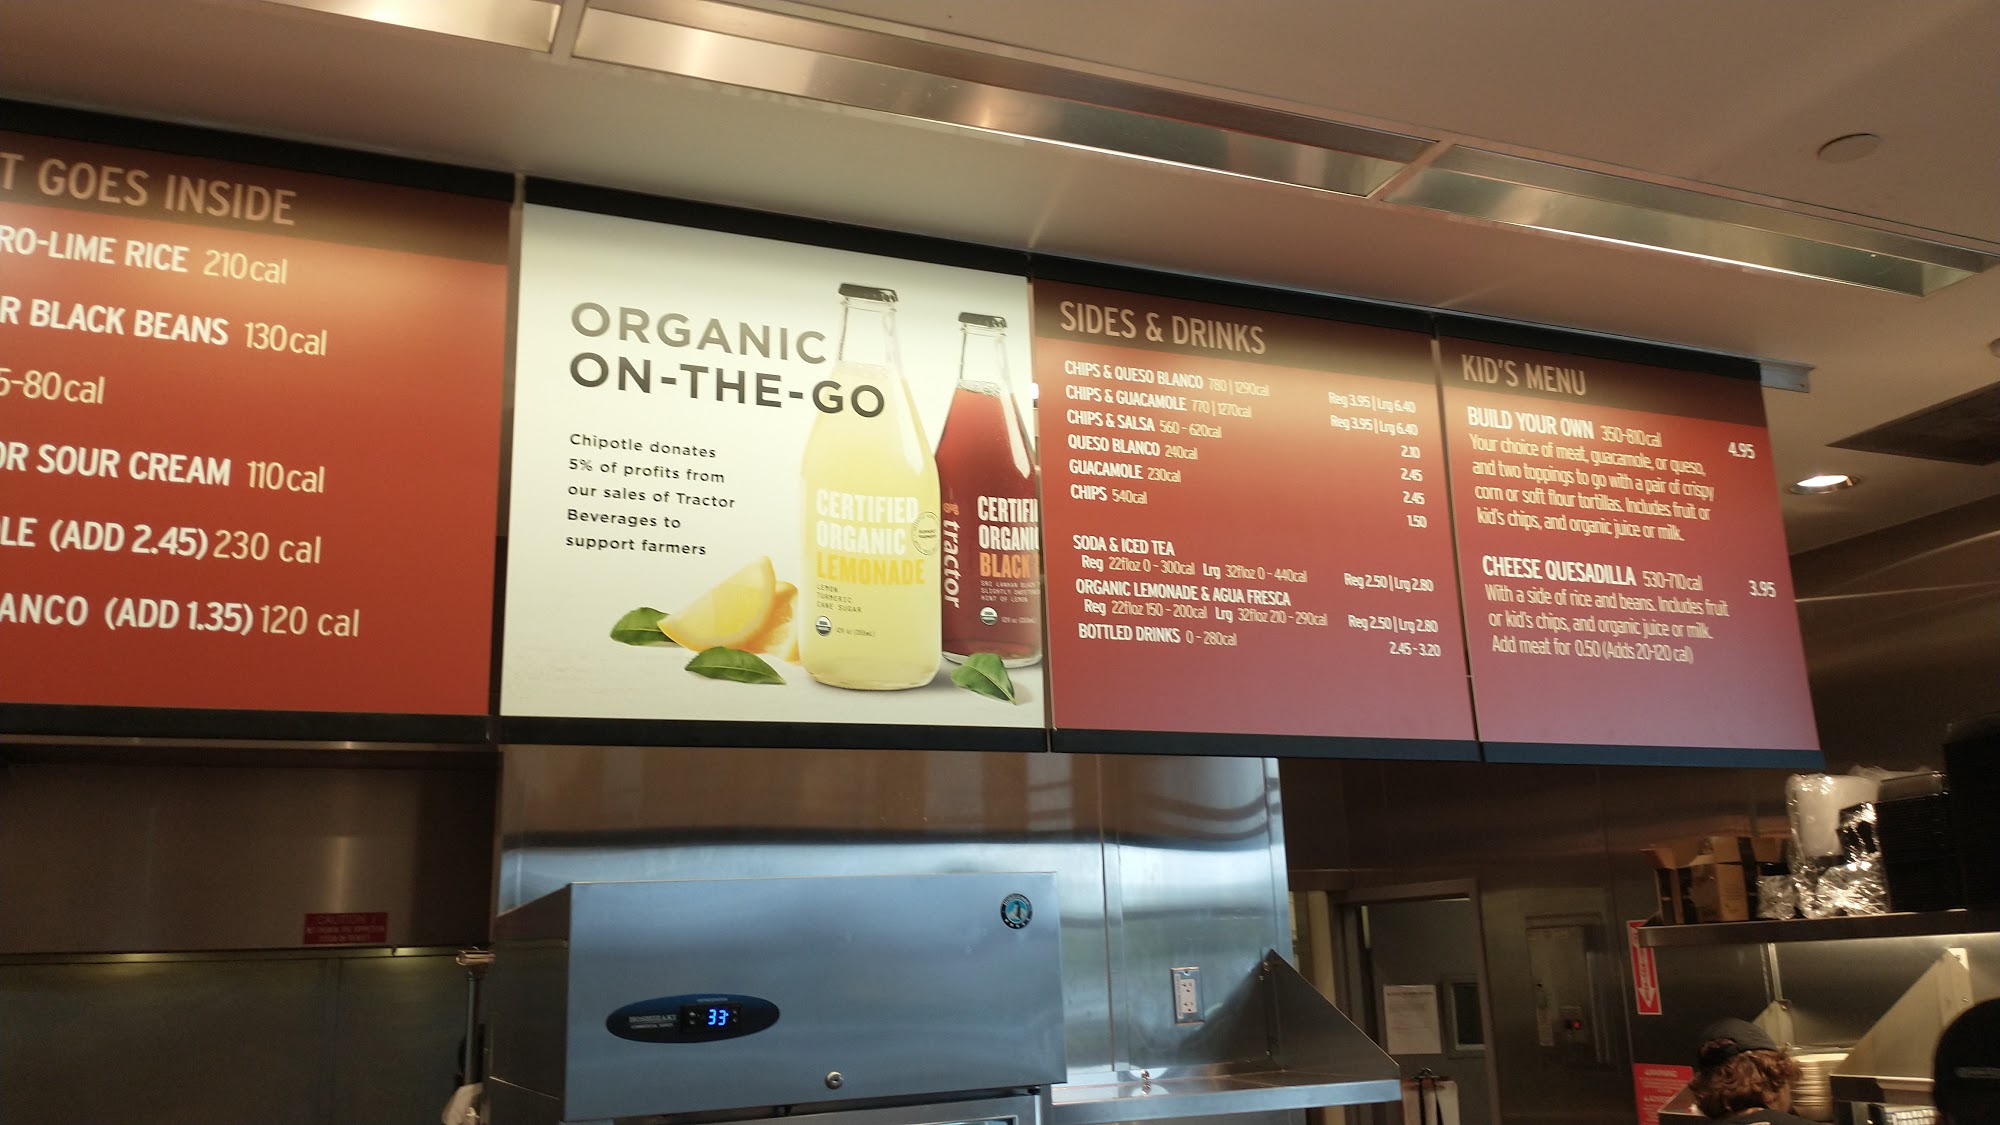 T GOES INSIDE
RO-LIME RICE 210cal
R BLACK BEANS 130cal
5-80cal
OR SOUR CREAM 110cal
LE (ADD 2.45) 230 cal
ANCO (ADD 1.35) 120 cal
ORGANIC
ON-THE-GO
Chipotle donates
5% of profits from
our sales of Tractor
Beverages to
support farmers
CERTIFIED
ORGANIC
LEMONADE
LEMON
TURMERIC
CANE SUGAR
tractor
CERTIFI
ORGANI
BLACK
SIDES & DRINKS
CHIPS & QUESO BLANCO 780 | 1290cal Reg 3.95 | Lrg 6.40
CHIPS & GUACAMOLE 770 | 1270cal Reg 3.95 | Lrg 6.40
CHIPS & SALSA 560 - 620cal 2.10
QUESO BLANCO 240cal 2.45
GUACAMOLE 230cal 2.45
CHIPS 540cal 1.50
SODA & ICED TEA
Reg 22floz 0 - 300cal Lrg 32floz 0 - 440cal Reg 2.50 | Lrg 2.80
ORGANIC LEMONADE & AGUA FRESCA
Reg 22floz 150 - 200cal Lrg 32floz 210 - 290cal Reg 2.50 | Lrg 2.80
BOTTLED DRINKS 0 - 280cal 2.45 - 3.20
KID'S MENU
BUILD YOUR OWN 350-810cal 4.95
Your choice of meat, guacamole, or queso,
and two toppings to go with a pair of crispy
corn or soft flour tortillas. Includes fruit or
kid's chips, and organic juice or milk.
CHEESE QUESADILLA 530-710cal 3.95
With a side of rice and beans. Includes fruit
or kid's chips, and organic juice or milk.
Add meat for 0.50 (Adds 20-120 cal)
CAUTION
HOSHIZAKI
33